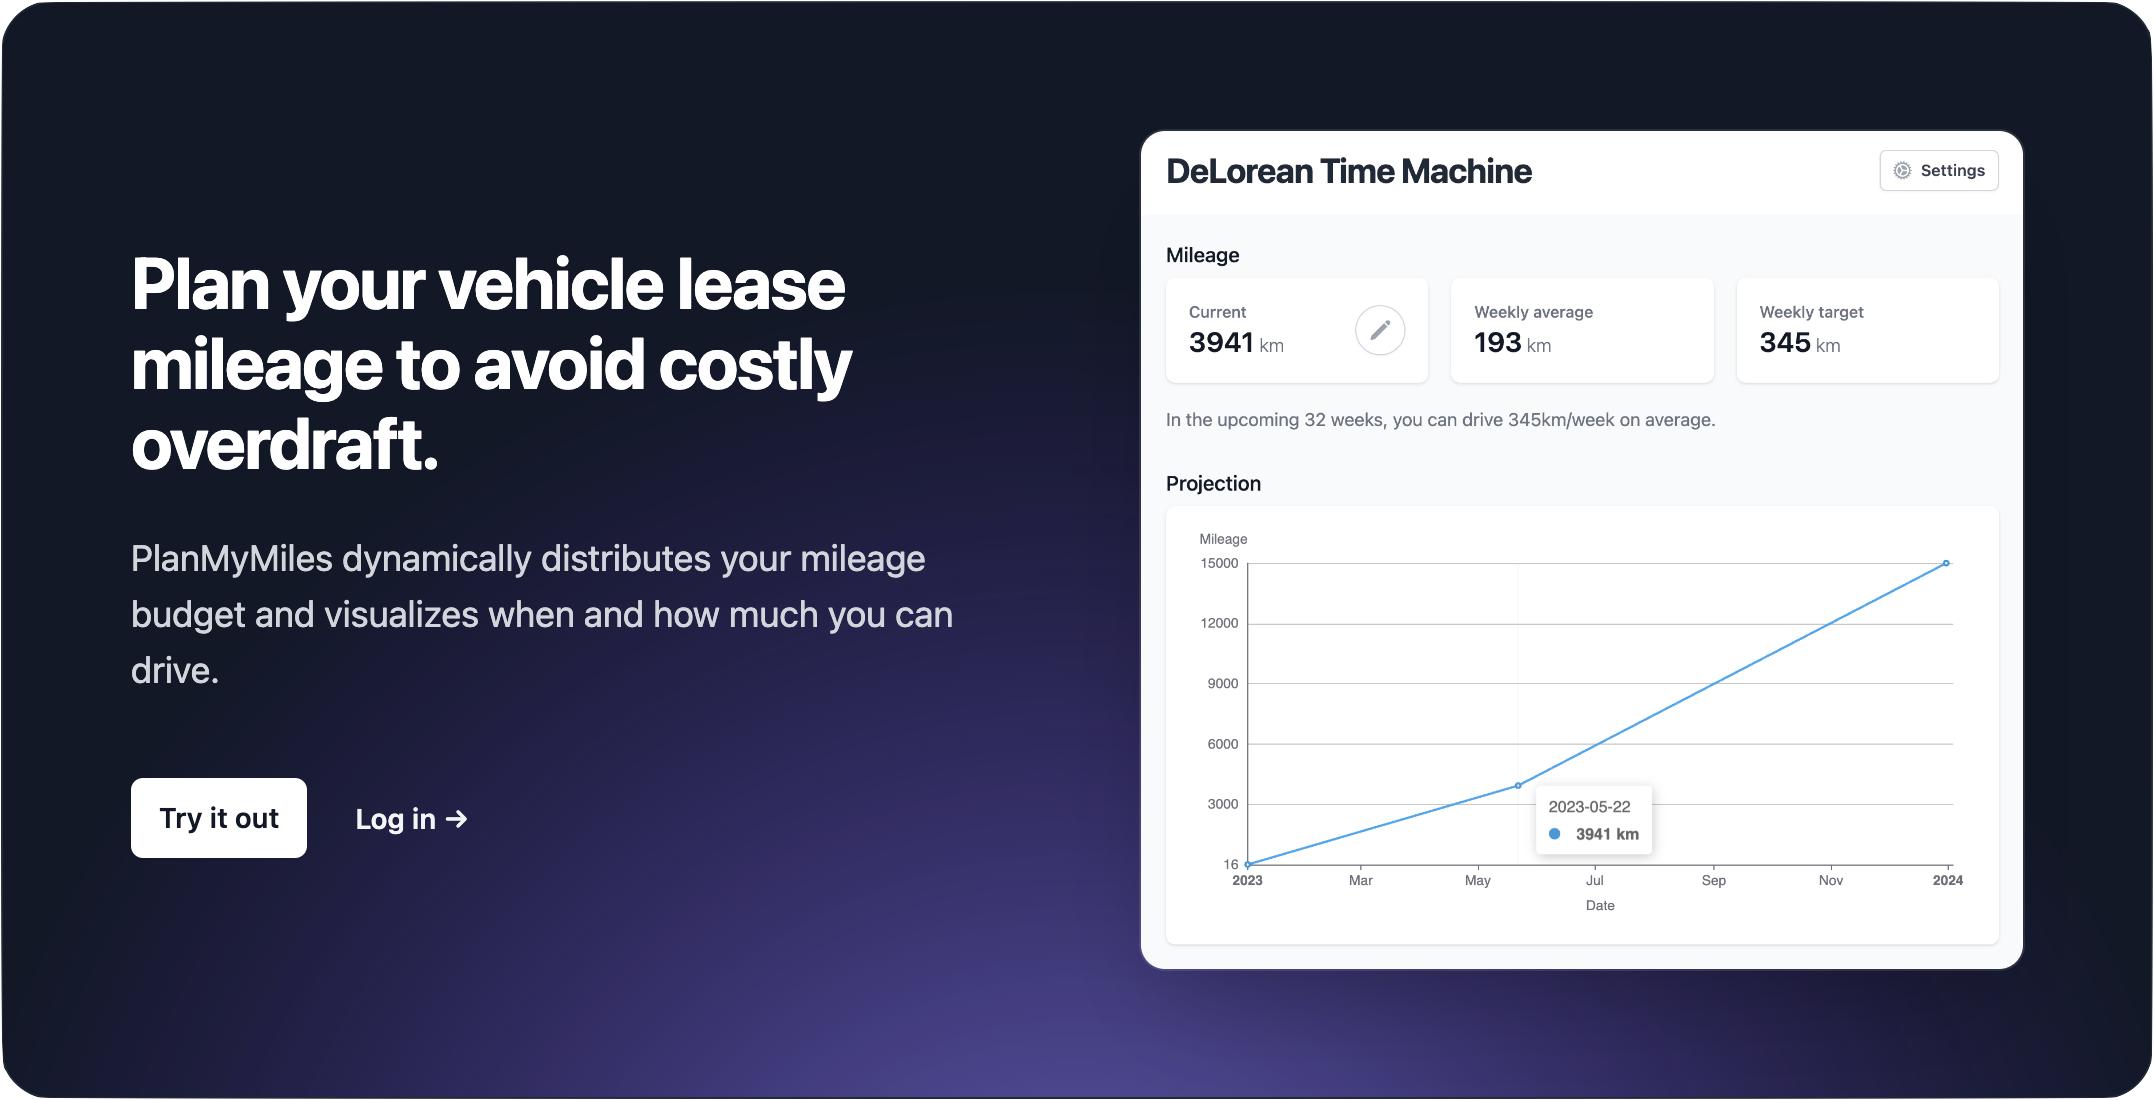 Plan your vehicle lease
mileage to avoid costly
overdraft.
PlanMyMiles dynamically distributes your mileage
budget and visualizes when and how much you can
drive.
Try it out
Log in →
DeLorean Time Machine
Settings
Mileage
Current
3941 km
Weekly average
193 km
Weekly target
345 km
In the upcoming 32 weeks, you can drive 345km/week on average.
Projection
Mileage
15000
12000
9000
6000
3000
16
2023-05-22
3941 km
2023 Mar May Jul Sep Nov 2024
Date